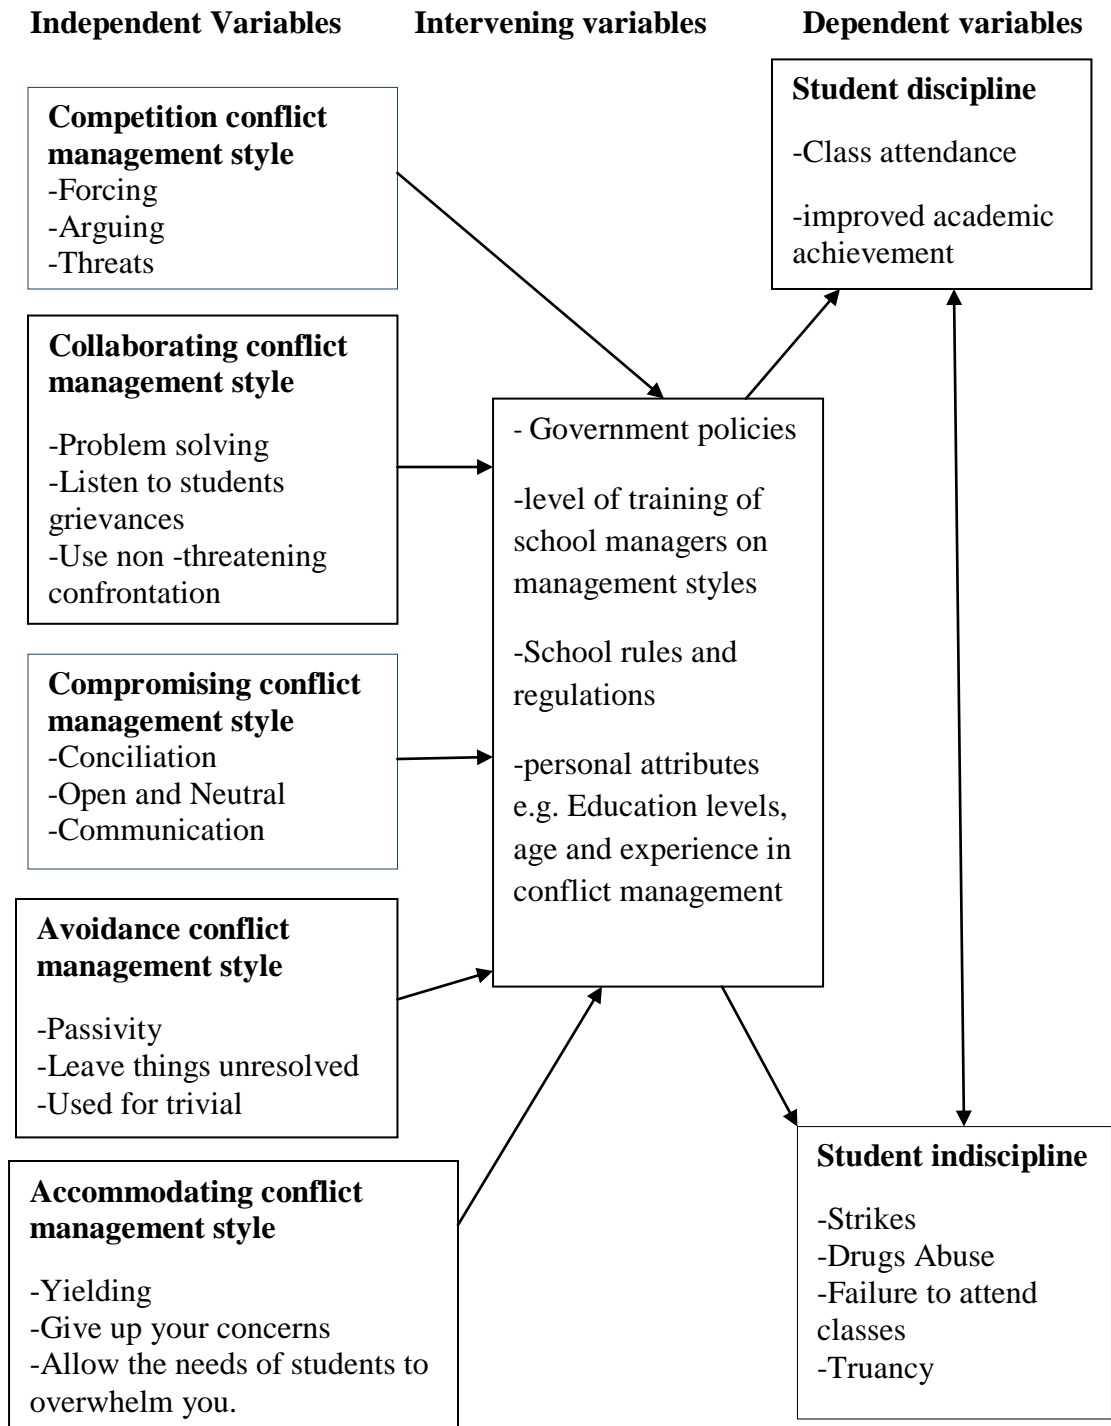 Independent Variables
Intervening variables
Dependent variables
Competition conflict
management style
-Forcing
-Arguing
-Threats
Collaborating conflict
management style
-Problem solving
-Listen to students
grievances
-Use non -threatening
confrontation
Compromising conflict
management style
-Conciliation
-Open and Neutral
-Communication
Avoidance conflict
management style
-Passivity
-Leave things unresolved
-Used for trivial
Accommodating conflict
management style
-Yielding
-Give up your concerns
-Allow the needs of students to
overwhelm you.
- Government policies
-level of training of
school managers on
management styles
-School rules and
regulations
-personal attributes
e.g. Education levels,
age and experience in
conflict management
Student discipline
-Class attendance
-improved academic
achievement
Student indiscipline
-Strikes
-Drugs Abuse
-Failure to attend
classes
-Truancy